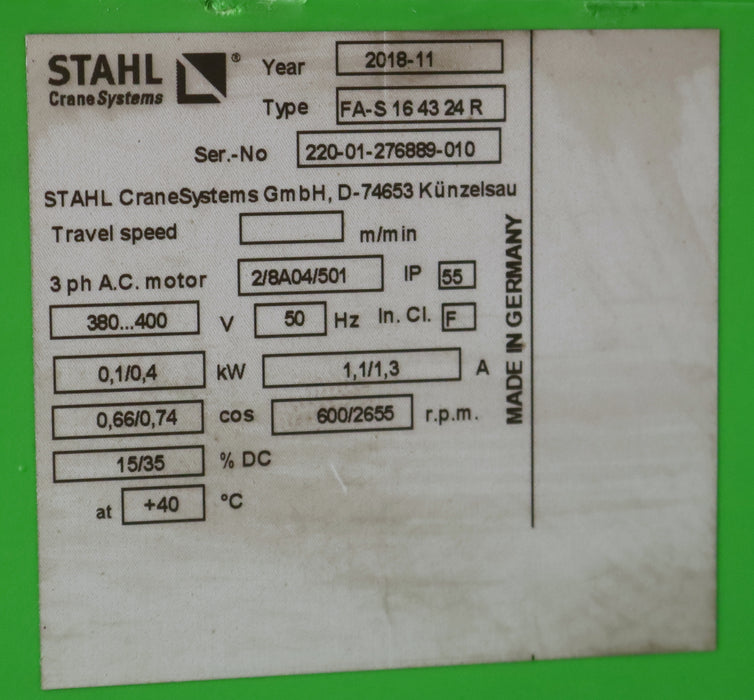 STAHL ® Year 2018-11
CraneSystems
Type FA-S 16 43 24 R
Ser.-No 220-01-276889-010
STAHL CraneSystems GmbH, D-74653 Künzelsau
Travel speed m/min
3 ph A.C. motor 2/8A04/501 IP 55
380...400 V 50 Hz In. Cl. F
0,1/0,4 kW 1,1/1,3 A
0,66/0,74 cos 600/2655 r.p.m.
15/35 % DC
at +40 °C
MADE IN GERMANY